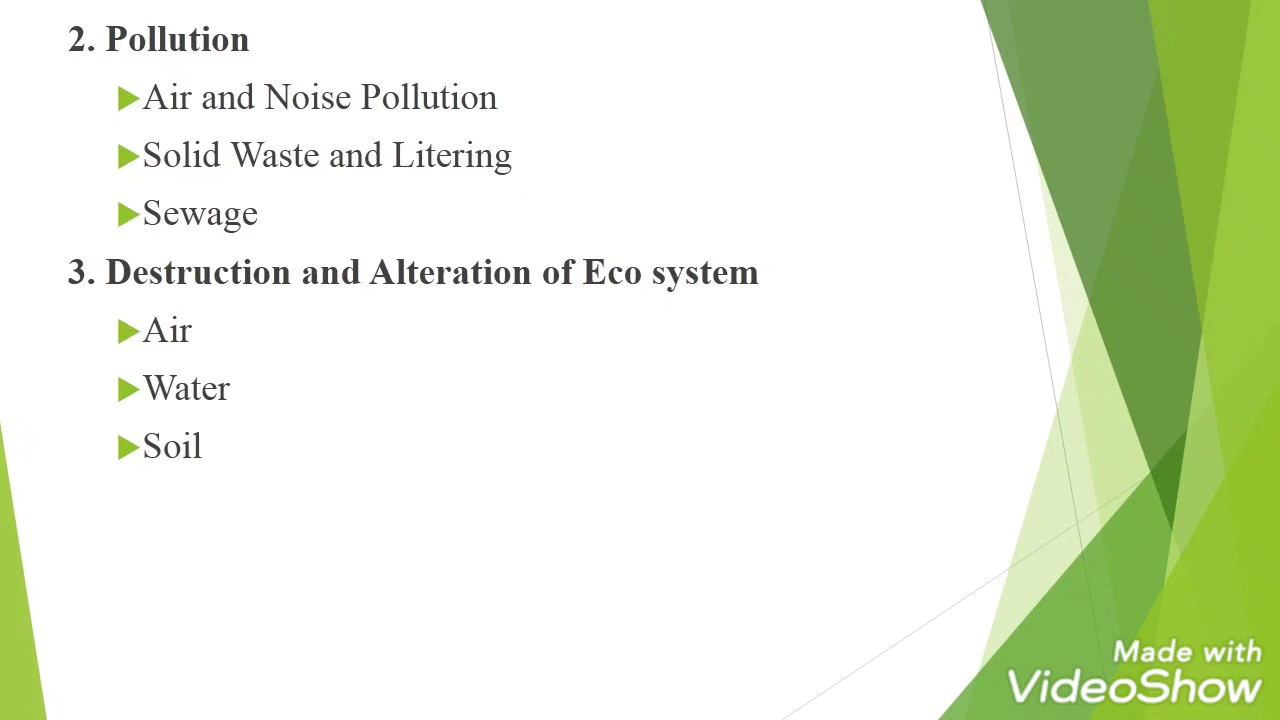 2. Pollution
Air and Noise Pollution
Solid Waste and Litering
Sewage
3. Destruction and Alteration of Eco system
Air
Water
Soil
Made with
VideoShow